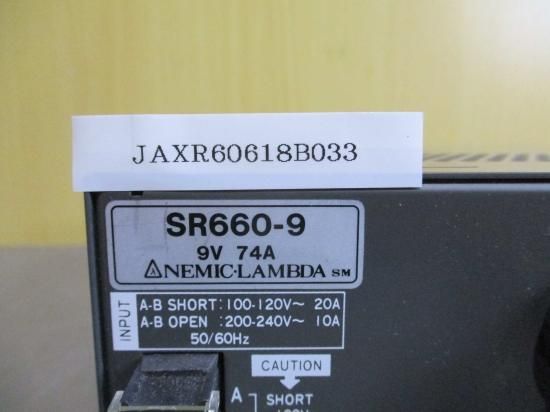 JAXR60618B033
SR660-9
9V 74A
NEMIC-LAMBDA SM
INPUT
A-B SHORT:100-120V~ 20A
A-B OPEN :200-240V~ 10A
50/60Hz
CAUTION
A
SHORT